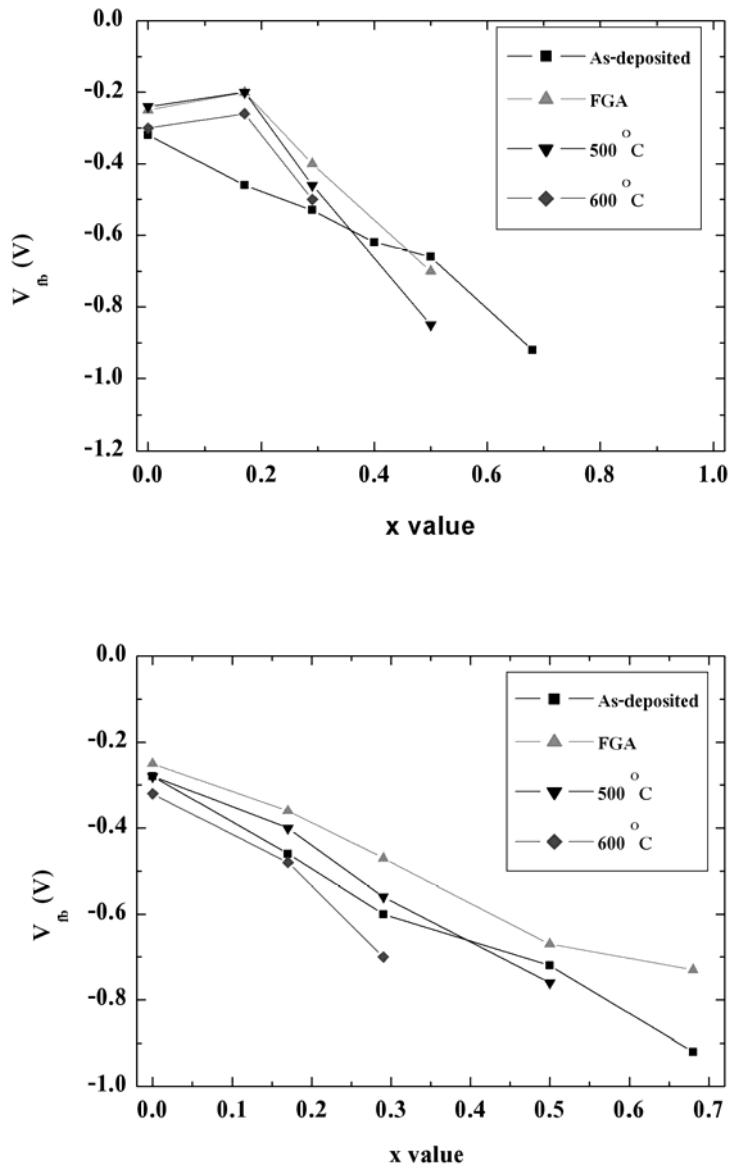 0.0
-0.2
-0.4
-0.6
-0.8
-1.0
-1.2
V fb (V)
As-deposited
FGA
500 °C
600 °C
0.0 0.2 0.4 0.6 0.8 1.0
x value
0.0
-0.2
-0.4
-0.6
-0.8
-1.0
V fb (V)
As-deposited
FGA
500 °C
600 °C
0.0 0.1 0.2 0.3 0.4 0.5 0.6 0.7
x value